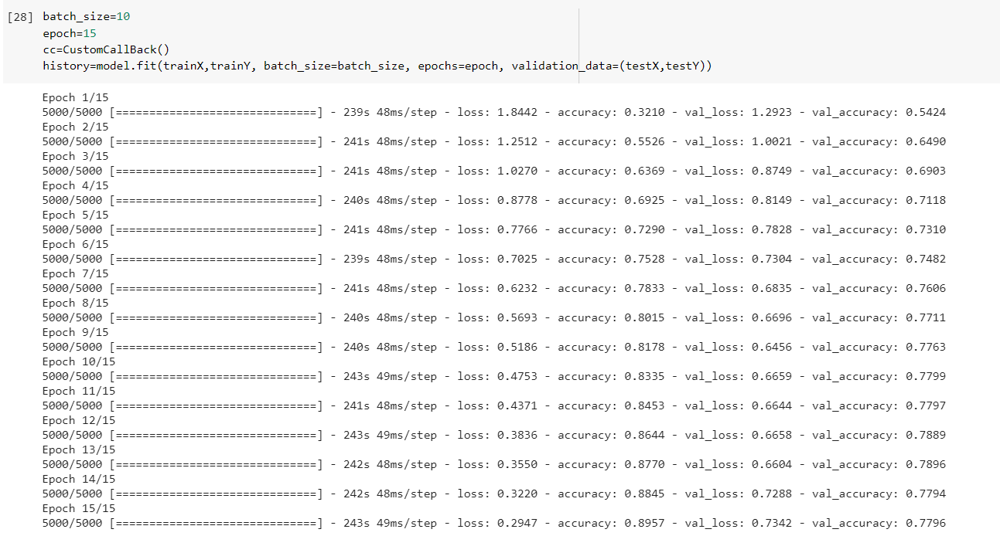 [28] batch_size=10
epoch=15
cc=CustomCallBack()
history=model.fit(trainX,trainY, batch_size=batch_size, epochs=epoch, validation_data=(testX,testY))
Epoch 1/15
5000/5000 [==============================] - 239s 48ms/step - loss: 1.8442 - accuracy: 0.3210 - val_loss: 1.2923 - val_accuracy: 0.5424
Epoch 2/15
5000/5000 [==============================] - 241s 48ms/step - loss: 1.2512 - accuracy: 0.5526 - val_loss: 1.0021 - val_accuracy: 0.6490
Epoch 3/15
5000/5000 [==============================] - 241s 48ms/step - loss: 1.0270 - accuracy: 0.6369 - val_loss: 0.8749 - val_accuracy: 0.6903
Epoch 4/15
5000/5000 [==============================] - 240s 48ms/step - loss: 0.8778 - accuracy: 0.6925 - val_loss: 0.8149 - val_accuracy: 0.7118
Epoch 5/15
5000/5000 [==============================] - 241s 48ms/step - loss: 0.7766 - accuracy: 0.7290 - val_loss: 0.7828 - val_accuracy: 0.7310
Epoch 6/15
5000/5000 [==============================] - 239s 48ms/step - loss: 0.7025 - accuracy: 0.7528 - val_loss: 0.7304 - val_accuracy: 0.7482
Epoch 7/15
5000/5000 [==============================] - 241s 48ms/step - loss: 0.6232 - accuracy: 0.7833 - val_loss: 0.6835 - val_accuracy: 0.7606
Epoch 8/15
5000/5000 [==============================] - 240s 48ms/step - loss: 0.5693 - accuracy: 0.8015 - val_loss: 0.6696 - val_accuracy: 0.7711
Epoch 9/15
5000/5000 [==============================] - 240s 48ms/step - loss: 0.5186 - accuracy: 0.8178 - val_loss: 0.6456 - val_accuracy: 0.7763
Epoch 10/15
5000/5000 [==============================] - 243s 49ms/step - loss: 0.4753 - accuracy: 0.8335 - val_loss: 0.6659 - val_accuracy: 0.7799
Epoch 11/15
5000/5000 [==============================] - 241s 48ms/step - loss: 0.4371 - accuracy: 0.8453 - val_loss: 0.6644 - val_accuracy: 0.7797
Epoch 12/15
5000/5000 [==============================] - 243s 49ms/step - loss: 0.3836 - accuracy: 0.8644 - val_loss: 0.6658 - val_accuracy: 0.7889
Epoch 13/15
5000/5000 [==============================] - 242s 48ms/step - loss: 0.3550 - accuracy: 0.8770 - val_loss: 0.6604 - val_accuracy: 0.7896
Epoch 14/15
5000/5000 [==============================] - 242s 48ms/step - loss: 0.3220 - accuracy: 0.8845 - val_loss: 0.7288 - val_accuracy: 0.7794
Epoch 15/15
5000/5000 [==============================] - 243s 49ms/step - loss: 0.2947 - accuracy: 0.8957 - val_loss: 0.7342 - val_accuracy: 0.7796